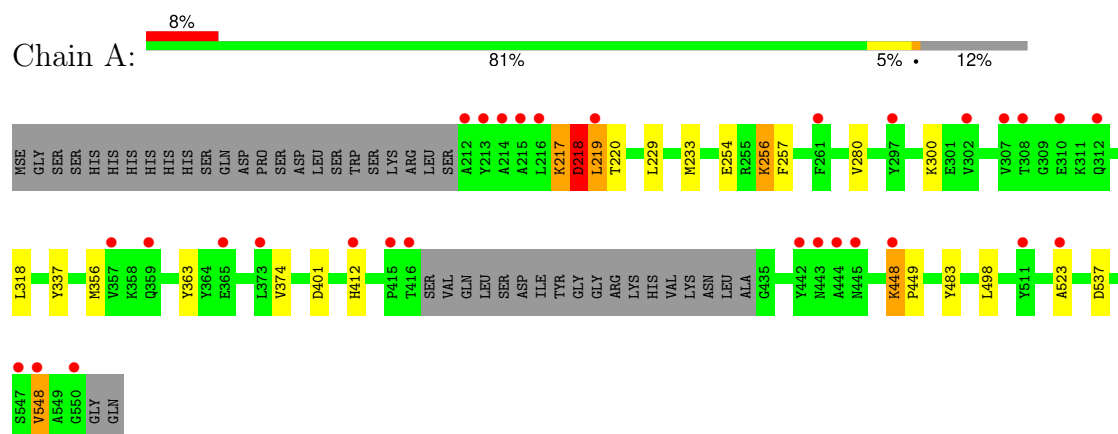 8%
Chain A:
81% 5% • 12%
MSE GLY SER SER HIS HIS HIS HIS HIS HIS SER GLN ASP PRO SER ASP LEU SER TRP SER LYS ARG LEU SER A212 Y213 A214 A215 L216 K217 D218 L219 T220 L229 M233 E254 R255 K256 F257 F261 V280 Y297 K300 E301 V302 V307 T308 G309 E310 K311 Q312
L318 Y337 M356 V357 K358 Q359 Y363 Y364 E365 L373 V374 D401 H412 P415 T416 SER VAL GLN LEU SER ASP ILE TYR GLY GLY ARG LYS HIS VAL LYS ASN LEU ALA G435 Y442 N443 A444 N445 K448 P449 Y483 L498 Y511 A523 D537
S547 V548 A549 G550 GLY GLN